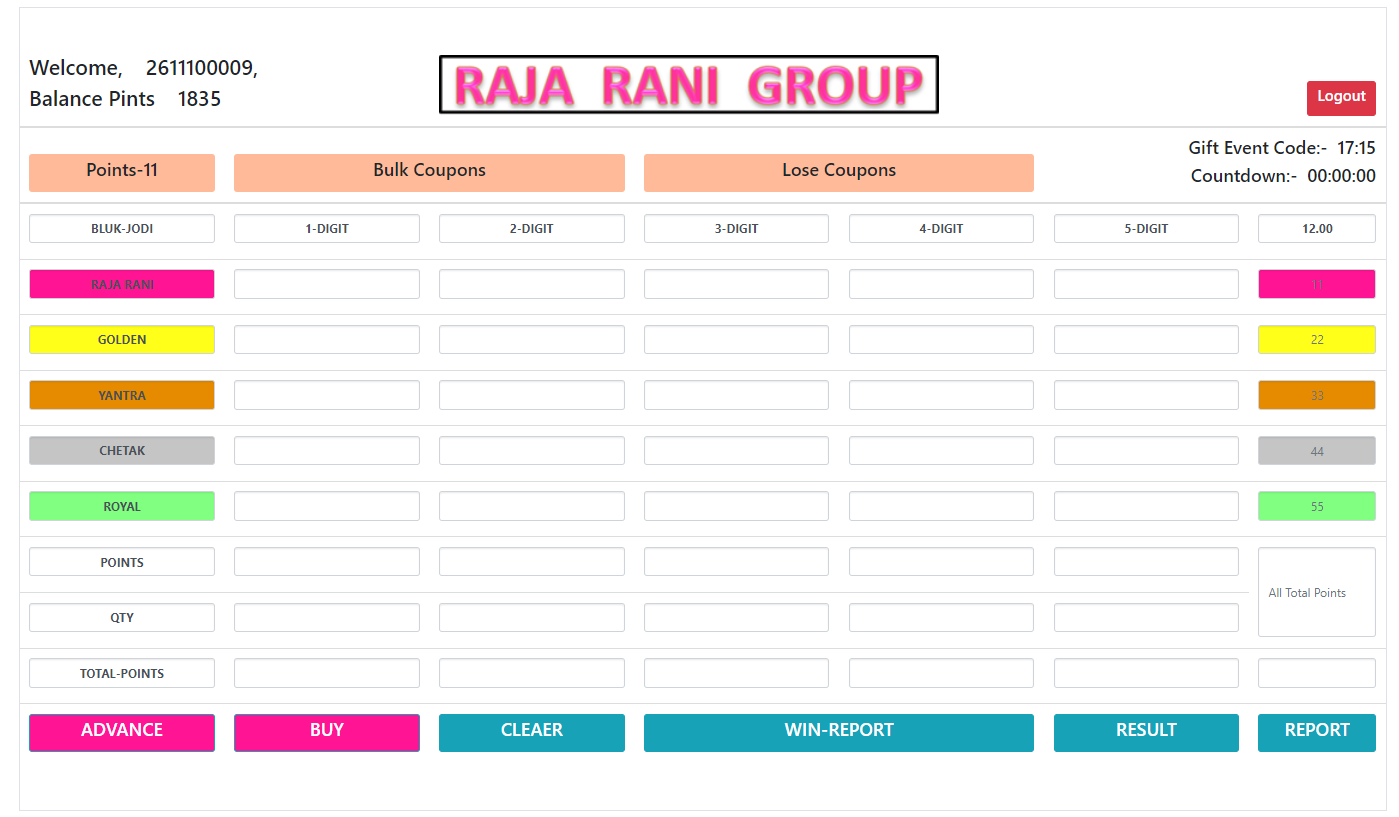 Welcome, 2611100009,
Balance Pints 1835
RAJA RANI GROUP
Logout
Points-11 Bulk Coupons Lose Coupons
Gift Event Code:- 17:15
Countdown:- 00:00:00
BLUK-JODI 1-DIGIT 2-DIGIT 3-DIGIT 4-DIGIT 5-DIGIT 12.00
RAJA RANI 11
GOLDEN 22
YANTRA 33
CHETAK 44
ROYAL 55
POINTS
All Total Points
QTY
TOTAL-POINTS
ADVANCE BUY CLEAER WIN-REPORT RESULT REPORT